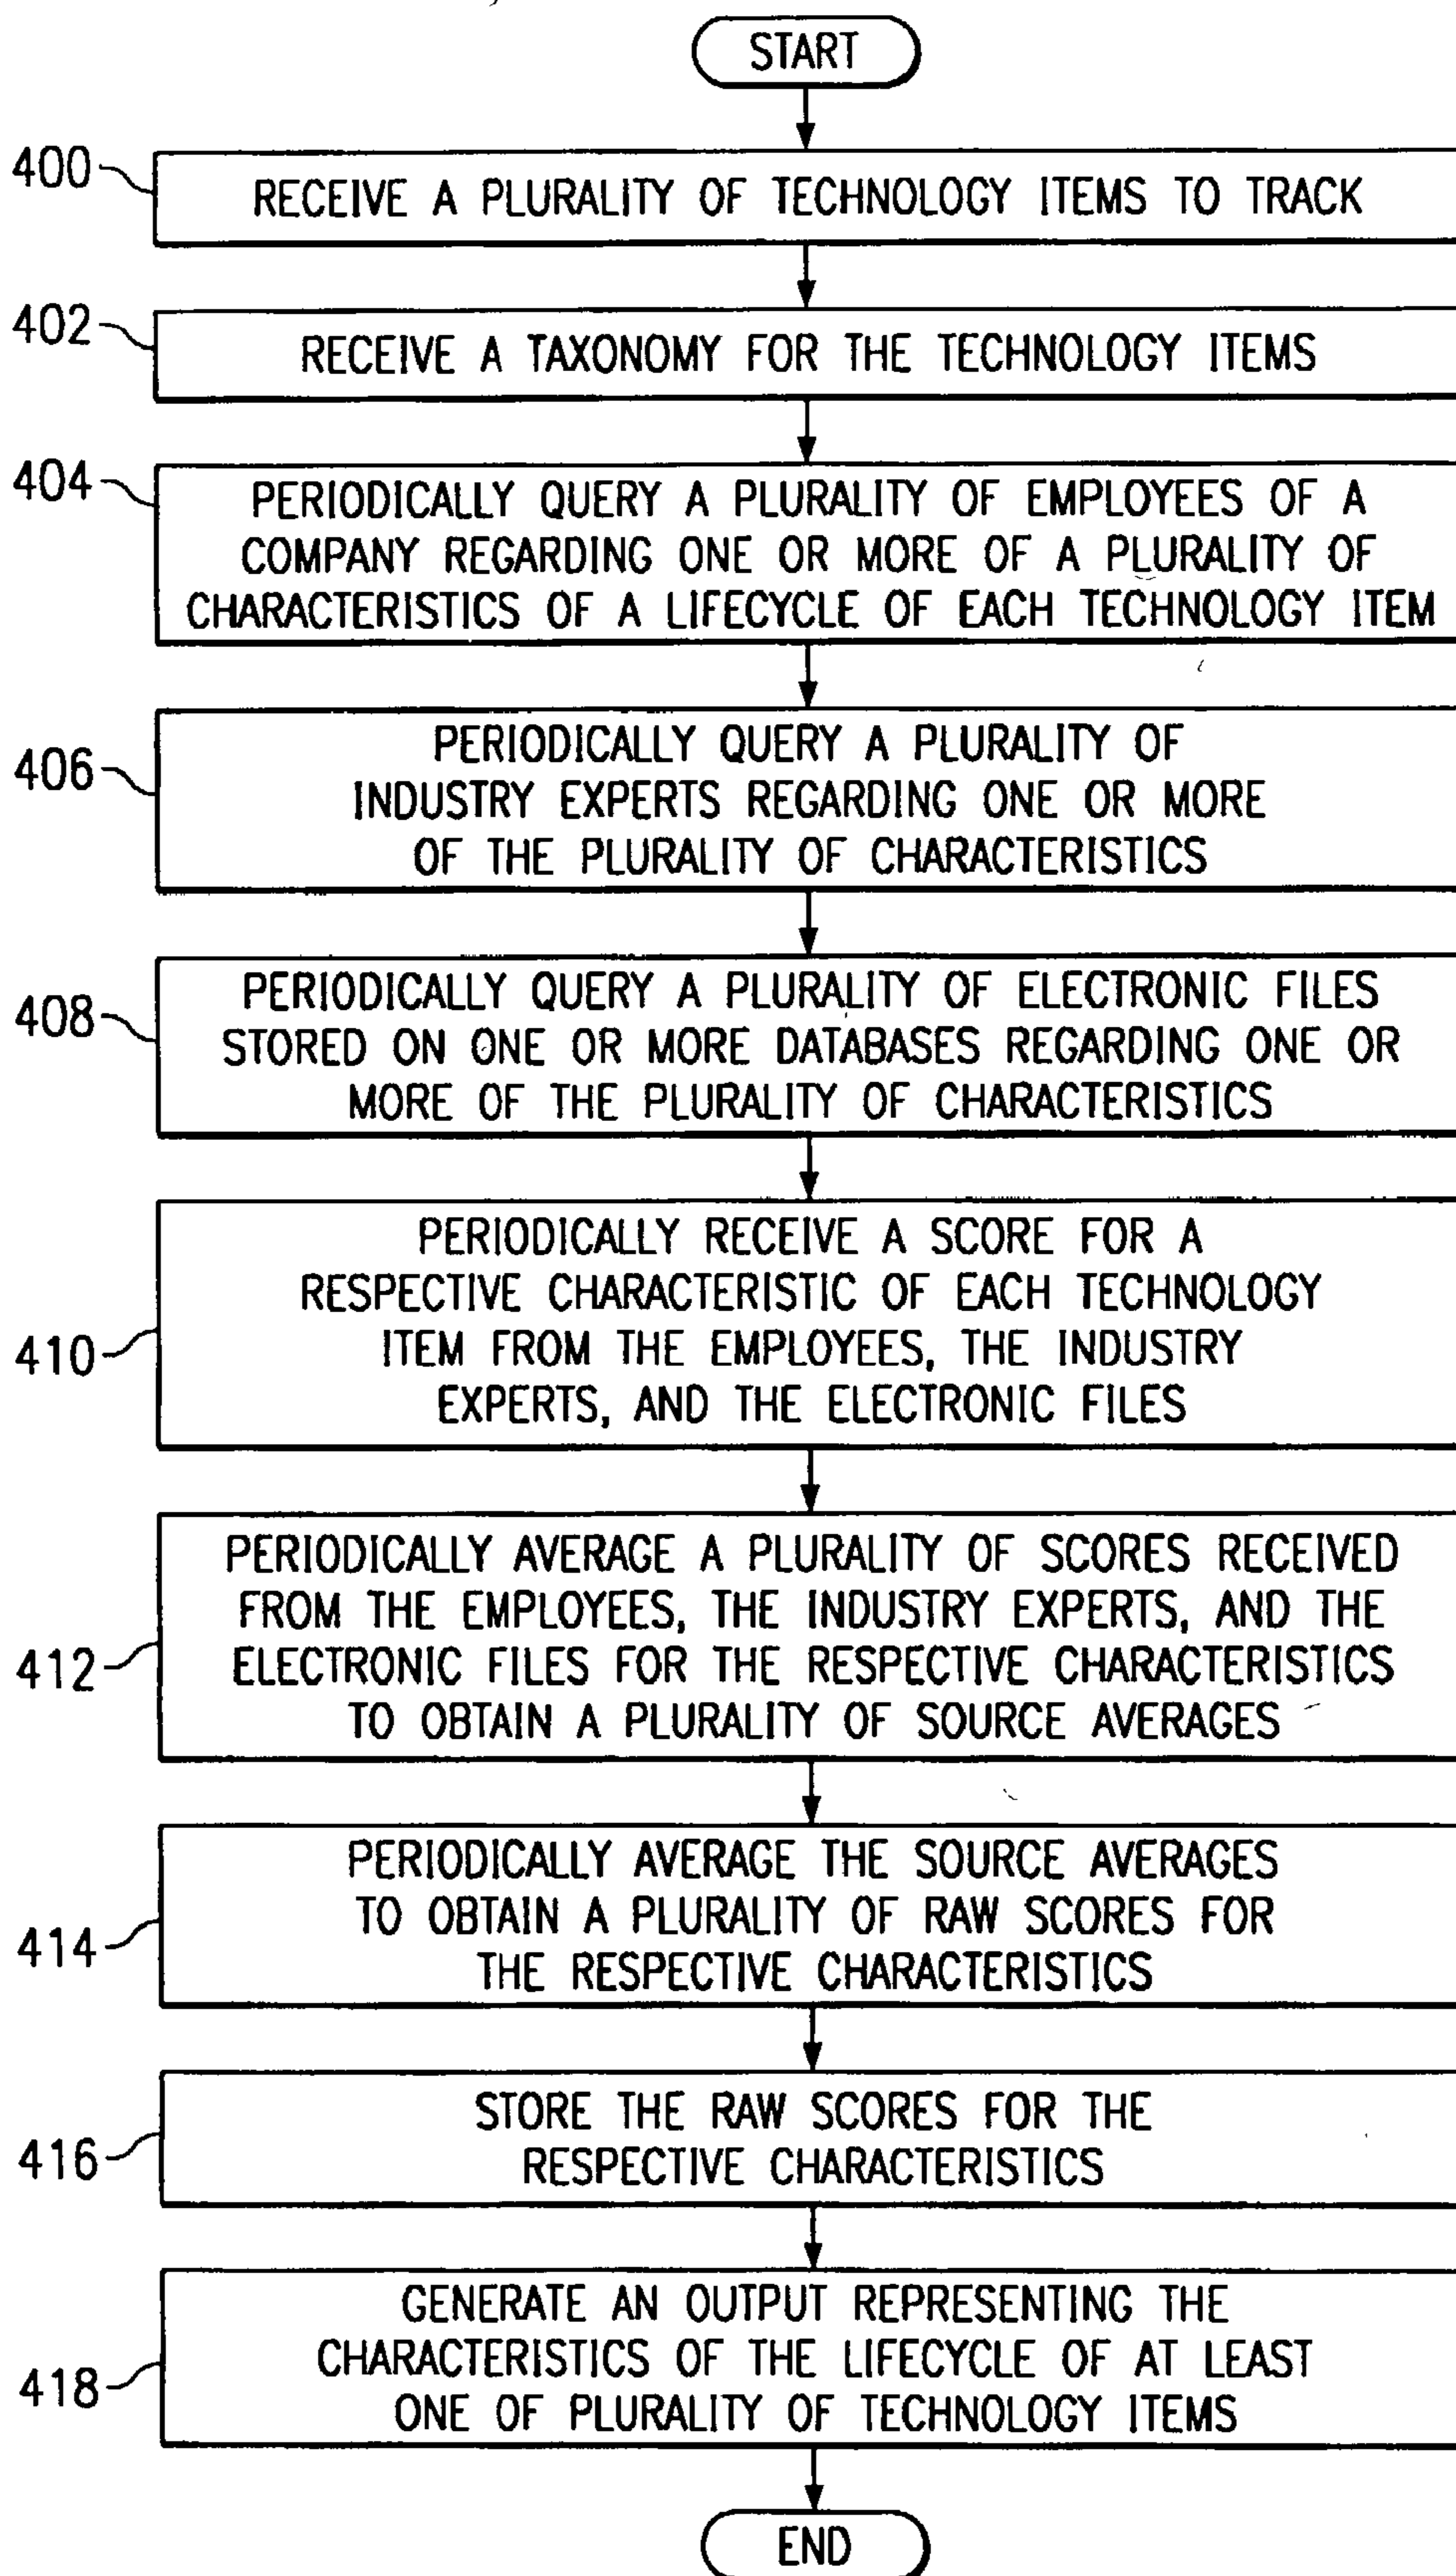 START
400
RECEIVE A PLURALITY OF TECHNOLOGY ITEMS TO TRACK
402
RECEIVE A TAXONOMY FOR THE TECHNOLOGY ITEMS
404
PERIODICALLY QUERY A PLURALITY OF EMPLOYEES OF A
COMPANY REGARDING ONE OR MORE OF A PLURALITY OF
CHARACTERISTICS OF A LIFECYCLE OF EACH TECHNOLOGY ITEM
406
PERIODICALLY QUERY A PLURALITY OF
INDUSTRY EXPERTS REGARDING ONE OR MORE
OF THE PLURALITY OF CHARACTERISTICS
408
PERIODICALLY QUERY A PLURALITY OF ELECTRONIC FILES
STORED ON ONE OR MORE DATABASES REGARDING ONE OR
MORE OF THE PLURALITY OF CHARACTERISTICS
410
PERIODICALLY RECEIVE A SCORE FOR A
RESPECTIVE CHARACTERISTIC OF EACH TECHNOLOGY
ITEM FROM THE EMPLOYEES, THE INDUSTRY
EXPERTS, AND THE ELECTRONIC FILES
412
PERIODICALLY AVERAGE A PLURALITY OF SCORES RECEIVED
FROM THE EMPLOYEES, THE INDUSTRY EXPERTS, AND THE
ELECTRONIC FILES FOR THE RESPECTIVE CHARACTERISTICS
TO OBTAIN A PLURALITY OF SOURCE AVERAGES
414
PERIODICALLY AVERAGE THE SOURCE AVERAGES
TO OBTAIN A PLURALITY OF RAW SCORES FOR
THE RESPECTIVE CHARACTERISTICS
416
STORE THE RAW SCORES FOR THE
RESPECTIVE CHARACTERISTICS
418
GENERATE AN OUTPUT REPRESENTING THE
CHARACTERISTICS OF THE LIFECYCLE OF AT LEAST
ONE OF PLURALITY OF TECHNOLOGY ITEMS
END